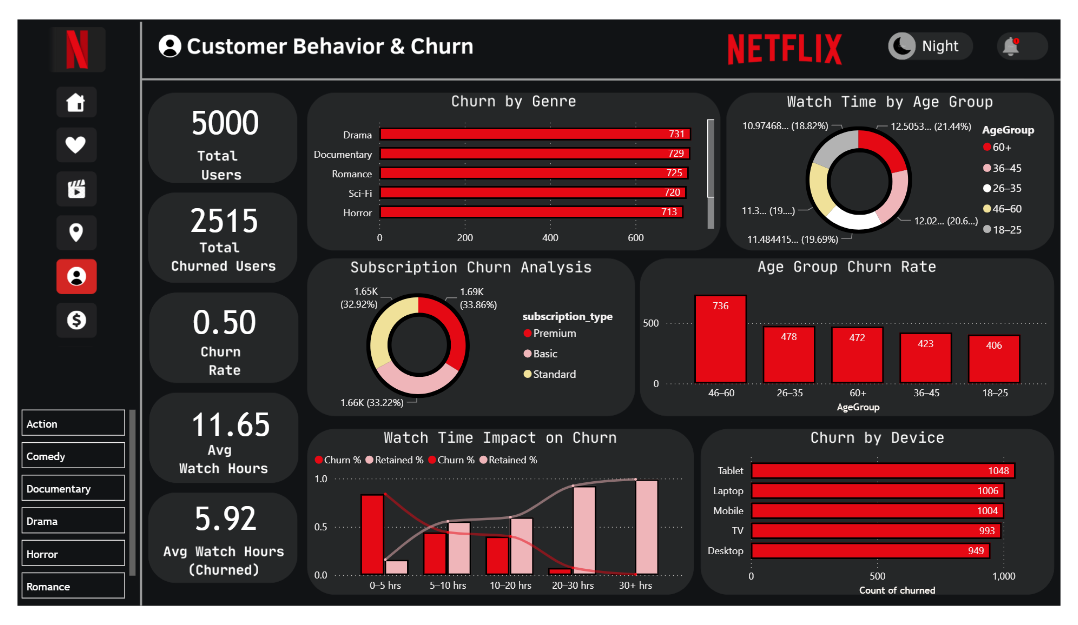 N
Customer Behavior & Churn
NETFLIX
Night
5000
Total
Users
2515
Total
Churned Users
0.50
Churn
Rate
11.65
Avg
Watch Hours
5.92
Avg Watch Hours
(Churned)
Action
Comedy
Documentary
Drama
Horror
Romance
Churn by Genre
Drama 731
Documentary 729
Romance 725
Sci-Fi 720
Horror 713
0 200 400 600
Watch Time by Age Group
10.97468... (18.82%)
12.5053... (21.44%)
11.3... (19....)
12.02... (20.6...)
11.484415... (19.69%)
AgeGroup
60+
36–45
26–35
46–60
18–25
Subscription Churn Analysis
1.65K
(32.92%)
1.69K
(33.86%)
1.66K (33.22%)
subscription_type
Premium
Basic
Standard
Age Group Churn Rate
500
0
736
478
472
423
406
46–60 26–35 60+ 36–45 18–25
AgeGroup
Watch Time Impact on Churn
Churn % Retained % Churn % Retained %
1.0
0.5
0.0
0–5 hrs 5–10 hrs 10–20 hrs 20–30 hrs 30+ hrs
Churn by Device
Tablet 1048
Laptop 1006
Mobile 1004
TV 993
Desktop 949
0 500 1,000
Count of churned